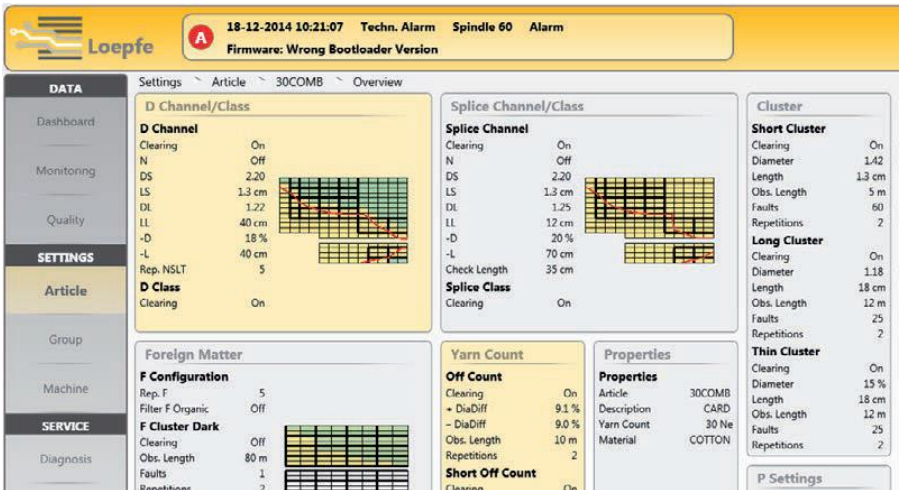 Loepfe
A
18-12-2014 10:21:07 Techn. Alarm Spindle 60 Alarm
Firmware: Wrong Bootloader Version
DATA
Dashboard
Monitoring
Quality
SETTINGS
Article
Group
Machine
SERVICE
Diagnosis
Settings Article 30COMB Overview
D Channel/Class
D Channel
Clearing On
N Off
DS 2.20
LS 1.3 cm
DL 1.22
LL 40 cm
-D 18 %
-L 40 cm
Rep. NSLT 5
D Class
Clearing On
Splice Channel/Class
Splice Channel
Clearing On
N Off
DS 2.20
LS 1.3 cm
DL 1.25
LL 12 cm
-D 20 %
-L 70 cm
Check Length 35 cm
Splice Class
Clearing On
Cluster
Short Cluster
Clearing On
Diameter 1.42
Length 1.3 cm
Obs. Length 5 m
Faults 60
Repetitions 2
Long Cluster
Clearing On
Diameter 1.18
Length 18 cm
Obs. Length 12 m
Faults 25
Repetitions 2
Thin Cluster
Clearing On
Diameter 15 %
Length 18 cm
Obs. Length 12 m
Faults 25
Repetitions 2
Foreign Matter
F Configuration
Rep. F 5
Filter F Organic Off
F Cluster Dark
Clearing Off
Obs. Length 80 m
Faults 1
Repetitions 2
Yarn Count
Off Count
Clearing On
+ DiaDiff 9.1 %
– DiaDiff 9.0 %
Obs. Length 10 m
Repetitions 2
Short Off Count
Clearing On
Properties
Properties
Article 30COMB
Description CARD
Yarn Count 30 Ne
Material COTTON
P Settings